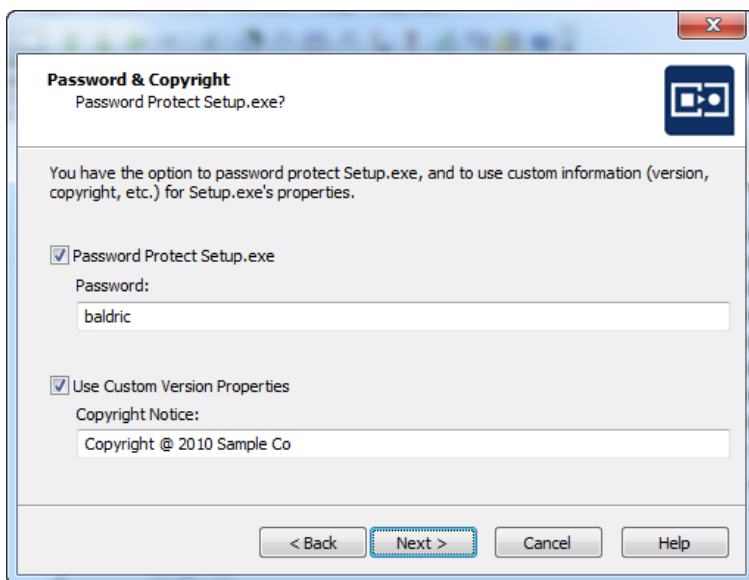 Password & Copyright
Password Protect Setup.exe?
You have the option to password protect Setup.exe, and to use custom information (version,
copyright, etc.) for Setup.exe's properties.
Password Protect Setup.exe
Password:
baldric
Use Custom Version Properties
Copyright Notice:
Copyright @ 2010 Sample Co
< Back Next > Cancel Help